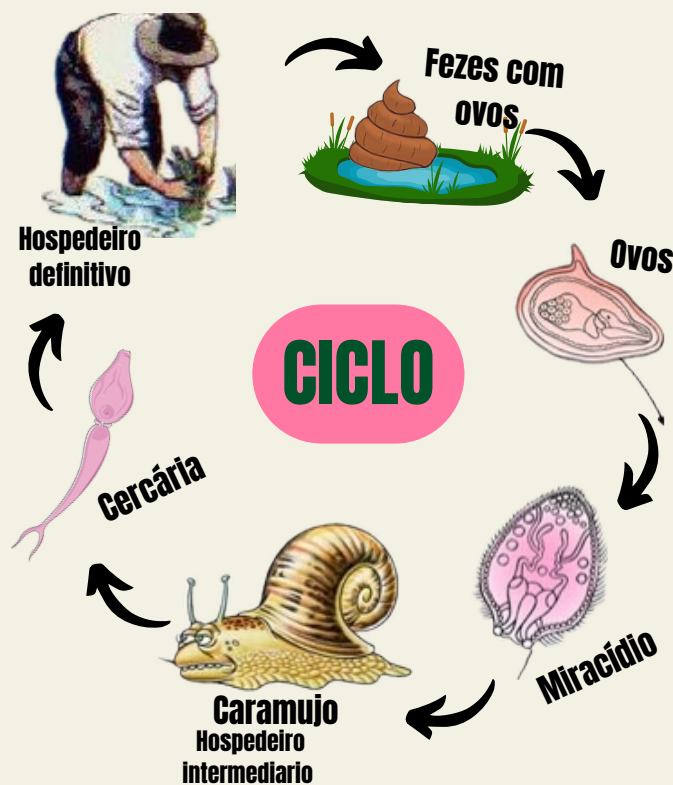 Fezes com
ovos
Hospedeiro
definitivo
Ovos
CICLO
Cercária
Miracídio
Caramujo
Hospedeiro
intermediario